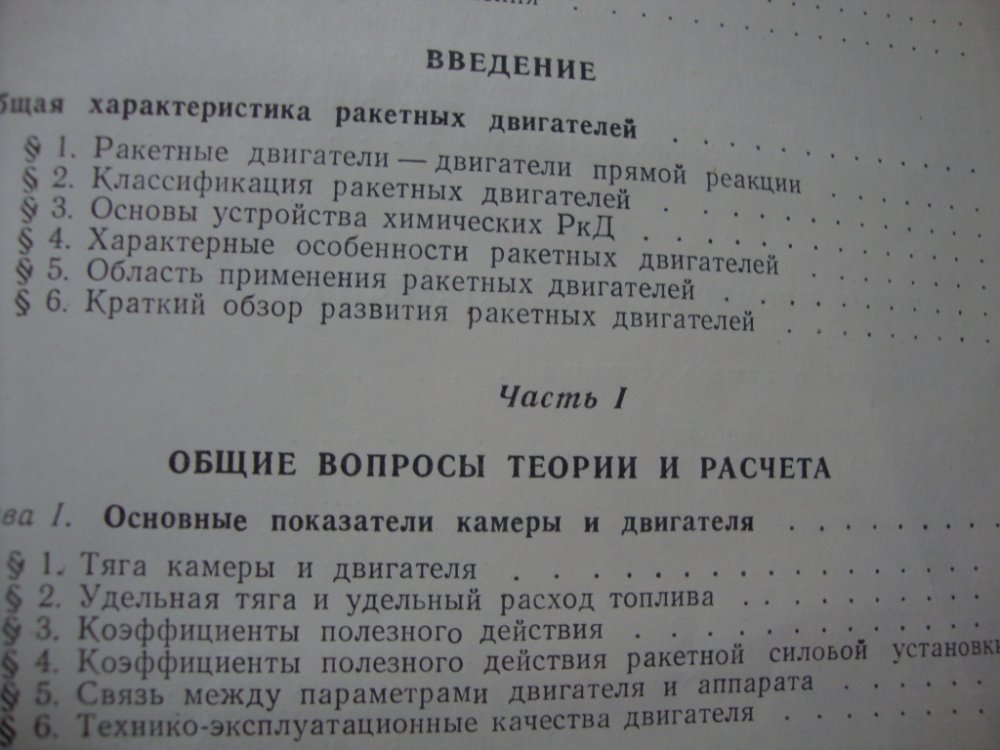 ВВЕДЕНИЕ
бщая характеристика ракетных двигателей . . . . . . . . . .
§ 1. Ракетные двигатели — двигатели прямой реакции . . . . . .
§ 2. Классификация ракетных двигателей . . . . . . . . . .
§ 3. Основы устройства химических РкД . . . . . . . . . .
§ 4. Характерные особенности ракетных двигателей . . . . . .
§ 5. Область применения ракетных двигателей . . . . . . . .
§ 6. Краткий обзор развития ракетных двигателей . . . . . . .
Часть I
ОБЩИЕ ВОПРОСЫ ТЕОРИИ И РАСЧЕТА
ва I. Основные показатели камеры и двигателя . . . . . . . .
§ 1. Тяга камеры и двигателя . . . . . . . . . . . . . .
§ 2. Удельная тяга и удельный расход топлива . . . . . . . . .
§ 3. Коэффициенты полезного действия . . . . . . . . . . .
§ 4. Коэффициенты полезного действия ракетной силовой установки
§ 5. Связь между параметрами двигателя и аппарата . . . . . .
§ 6. Технико-эксплуатационные качества двигателя . . . . . . .